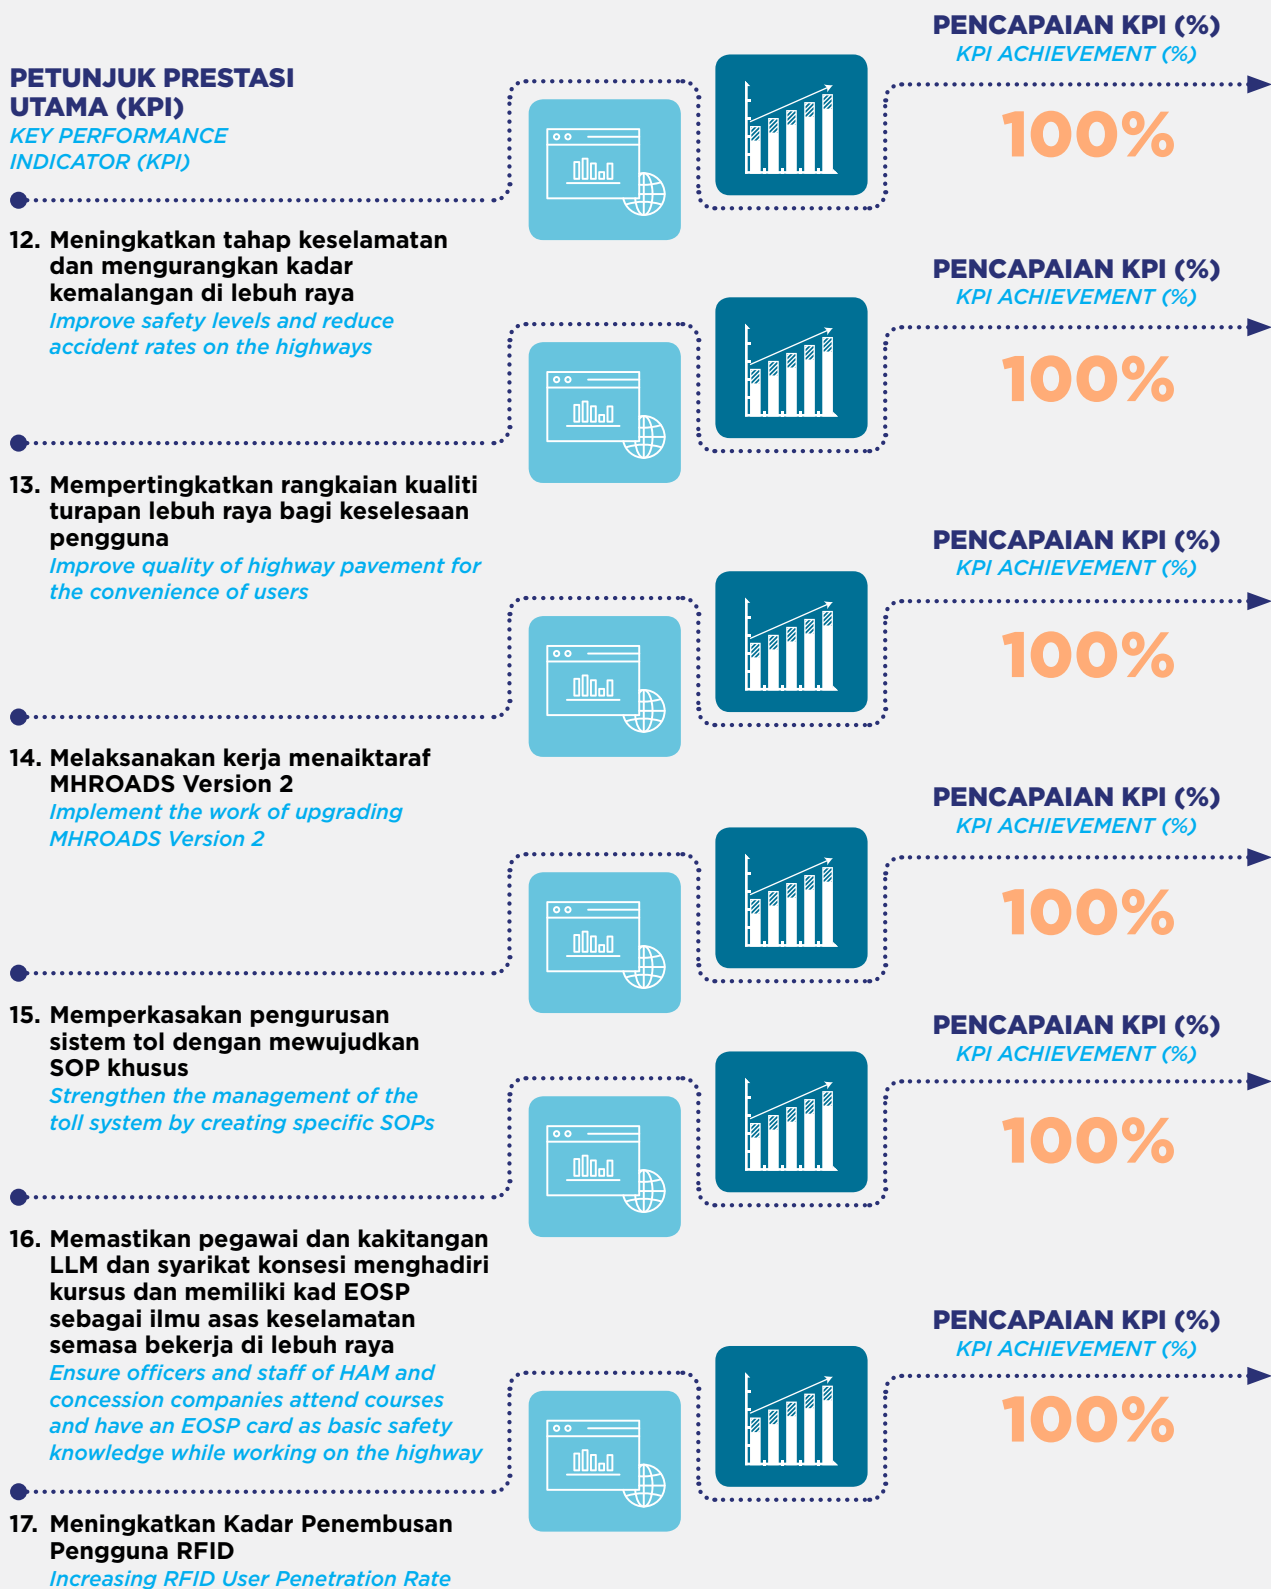 PETUNJUK PRESTASI
UTAMA (KPI)
KEY PERFORMANCE
INDICATOR (KPI)
PENCAPAIAN KPI (%)
KPI ACHIEVEMENT (%)
100%
12. Meningkatkan tahap keselamatan
dan mengurangkan kadar
kemalangan di lebuh raya
Improve safety levels and reduce
accident rates on the highways
PENCAPAIAN KPI (%)
KPI ACHIEVEMENT (%)
100%
13. Mempertingkatkan rangkaian kualiti
turapan lebuh raya bagi keselesaan
pengguna
Improve quality of highway pavement for
the convenience of users
PENCAPAIAN KPI (%)
KPI ACHIEVEMENT (%)
100%
14. Melaksanakan kerja menaiktaraf
MHROADS Version 2
Implement the work of upgrading
MHROADS Version 2
PENCAPAIAN KPI (%)
KPI ACHIEVEMENT (%)
100%
15. Memperkasakan pengurusan
sistem tol dengan mewujudkan
SOP khusus
Strengthen the management of the
toll system by creating specific SOPs
PENCAPAIAN KPI (%)
KPI ACHIEVEMENT (%)
100%
16. Memastikan pegawai dan kakitangan
LLM dan syarikat konsesi menghadiri
kursus dan memiliki kad EOSP
sebagai ilmu asas keselamatan
semasa bekerja di lebuh raya
Ensure officers and staff of HAM and
concession companies attend courses
and have an EOSP card as basic safety
knowledge while working on the highway
PENCAPAIAN KPI (%)
KPI ACHIEVEMENT (%)
100%
17. Meningkatkan Kadar Penembusan
Pengguna RFID
Increasing RFID User Penetration Rate